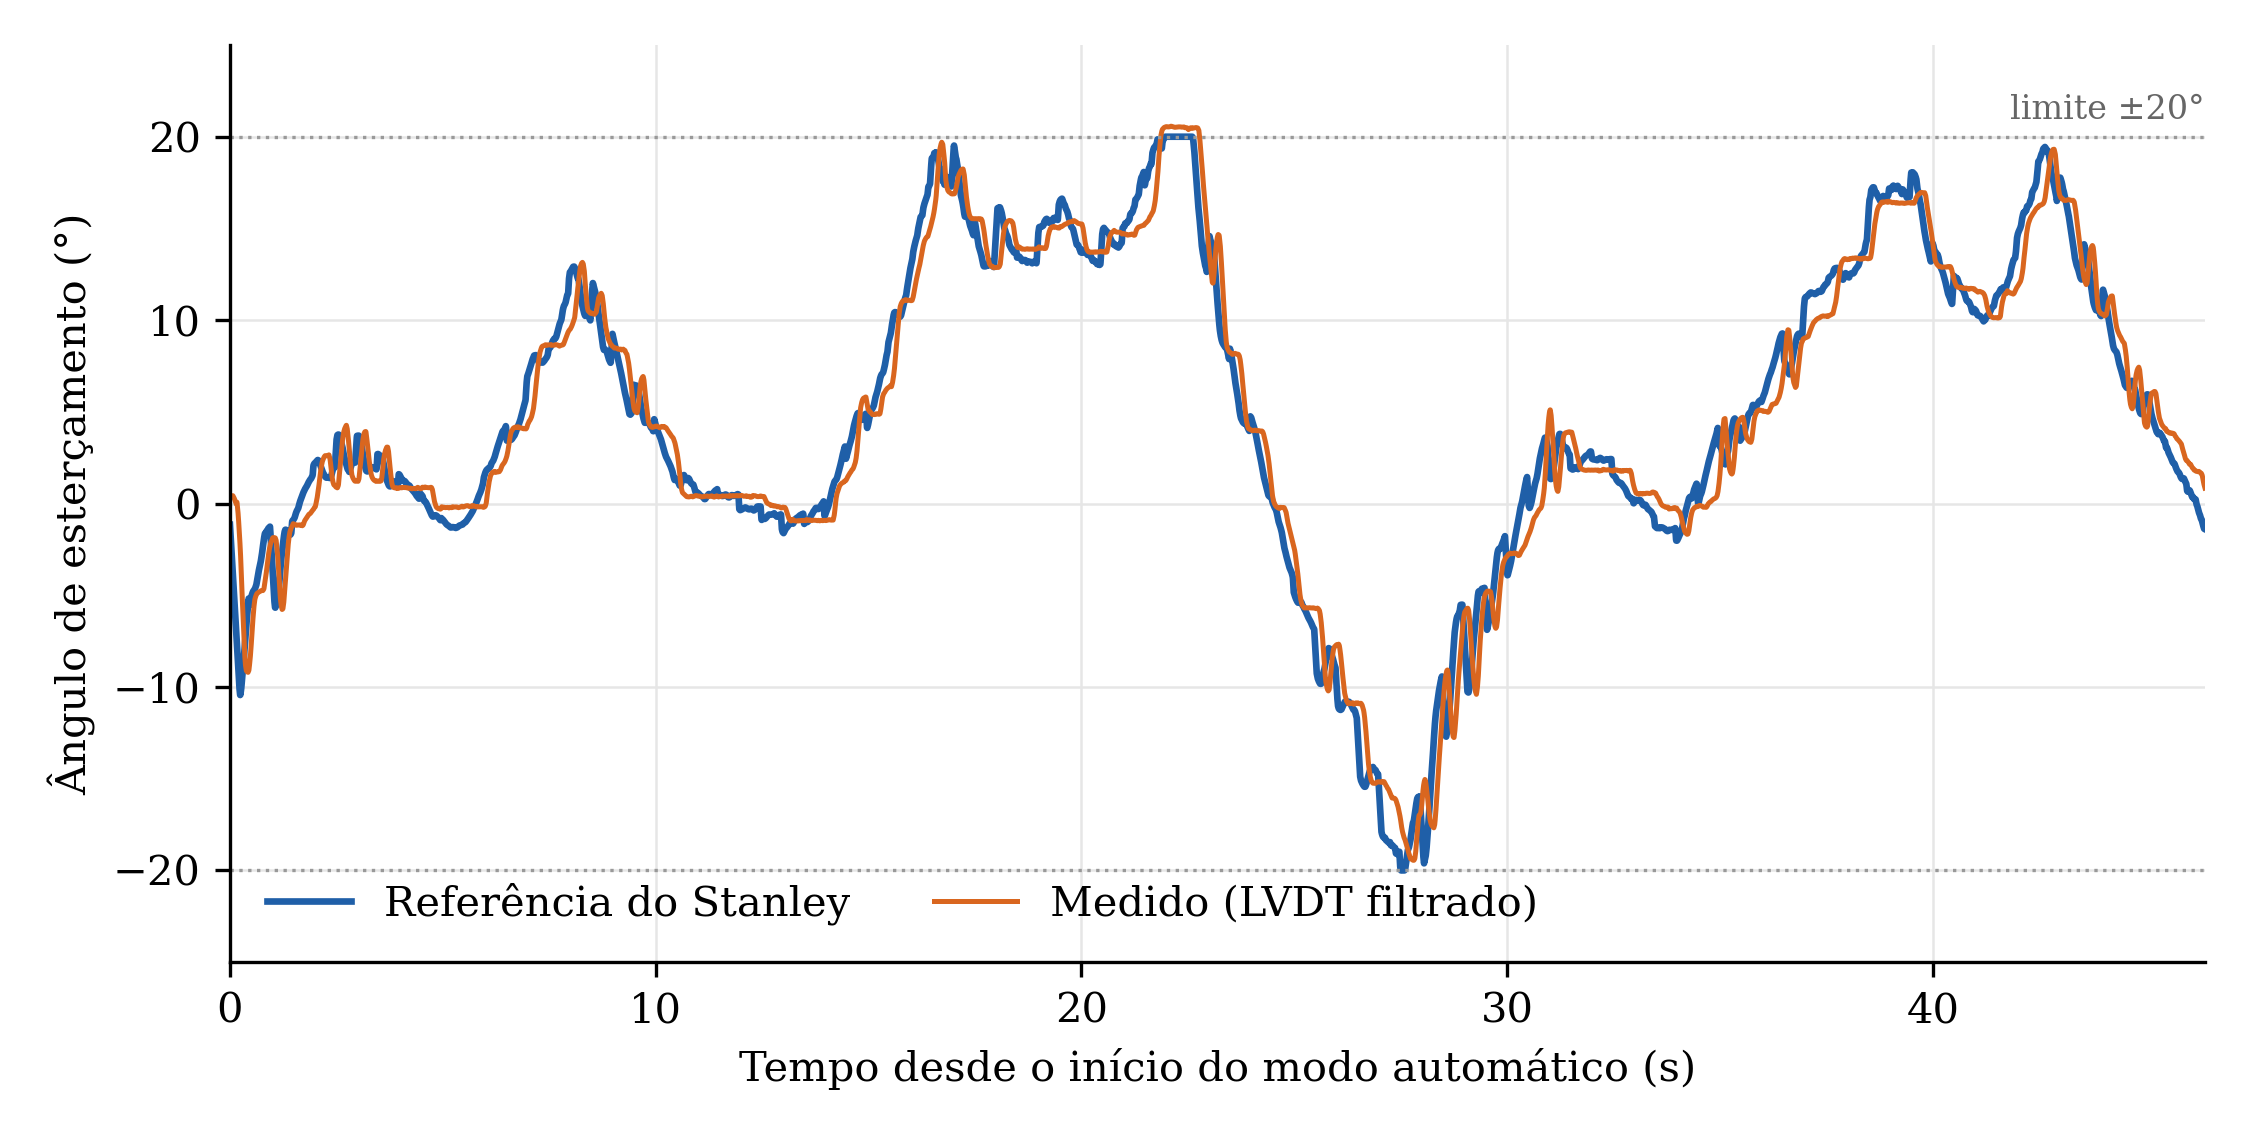 limite ±20°
Ângulo de esterçamento (°)
20
10
0
−10
−20
Referência do Stanley
Medido (LVDT filtrado)
0
10
20
30
40
Tempo desde o início do modo automático (s)